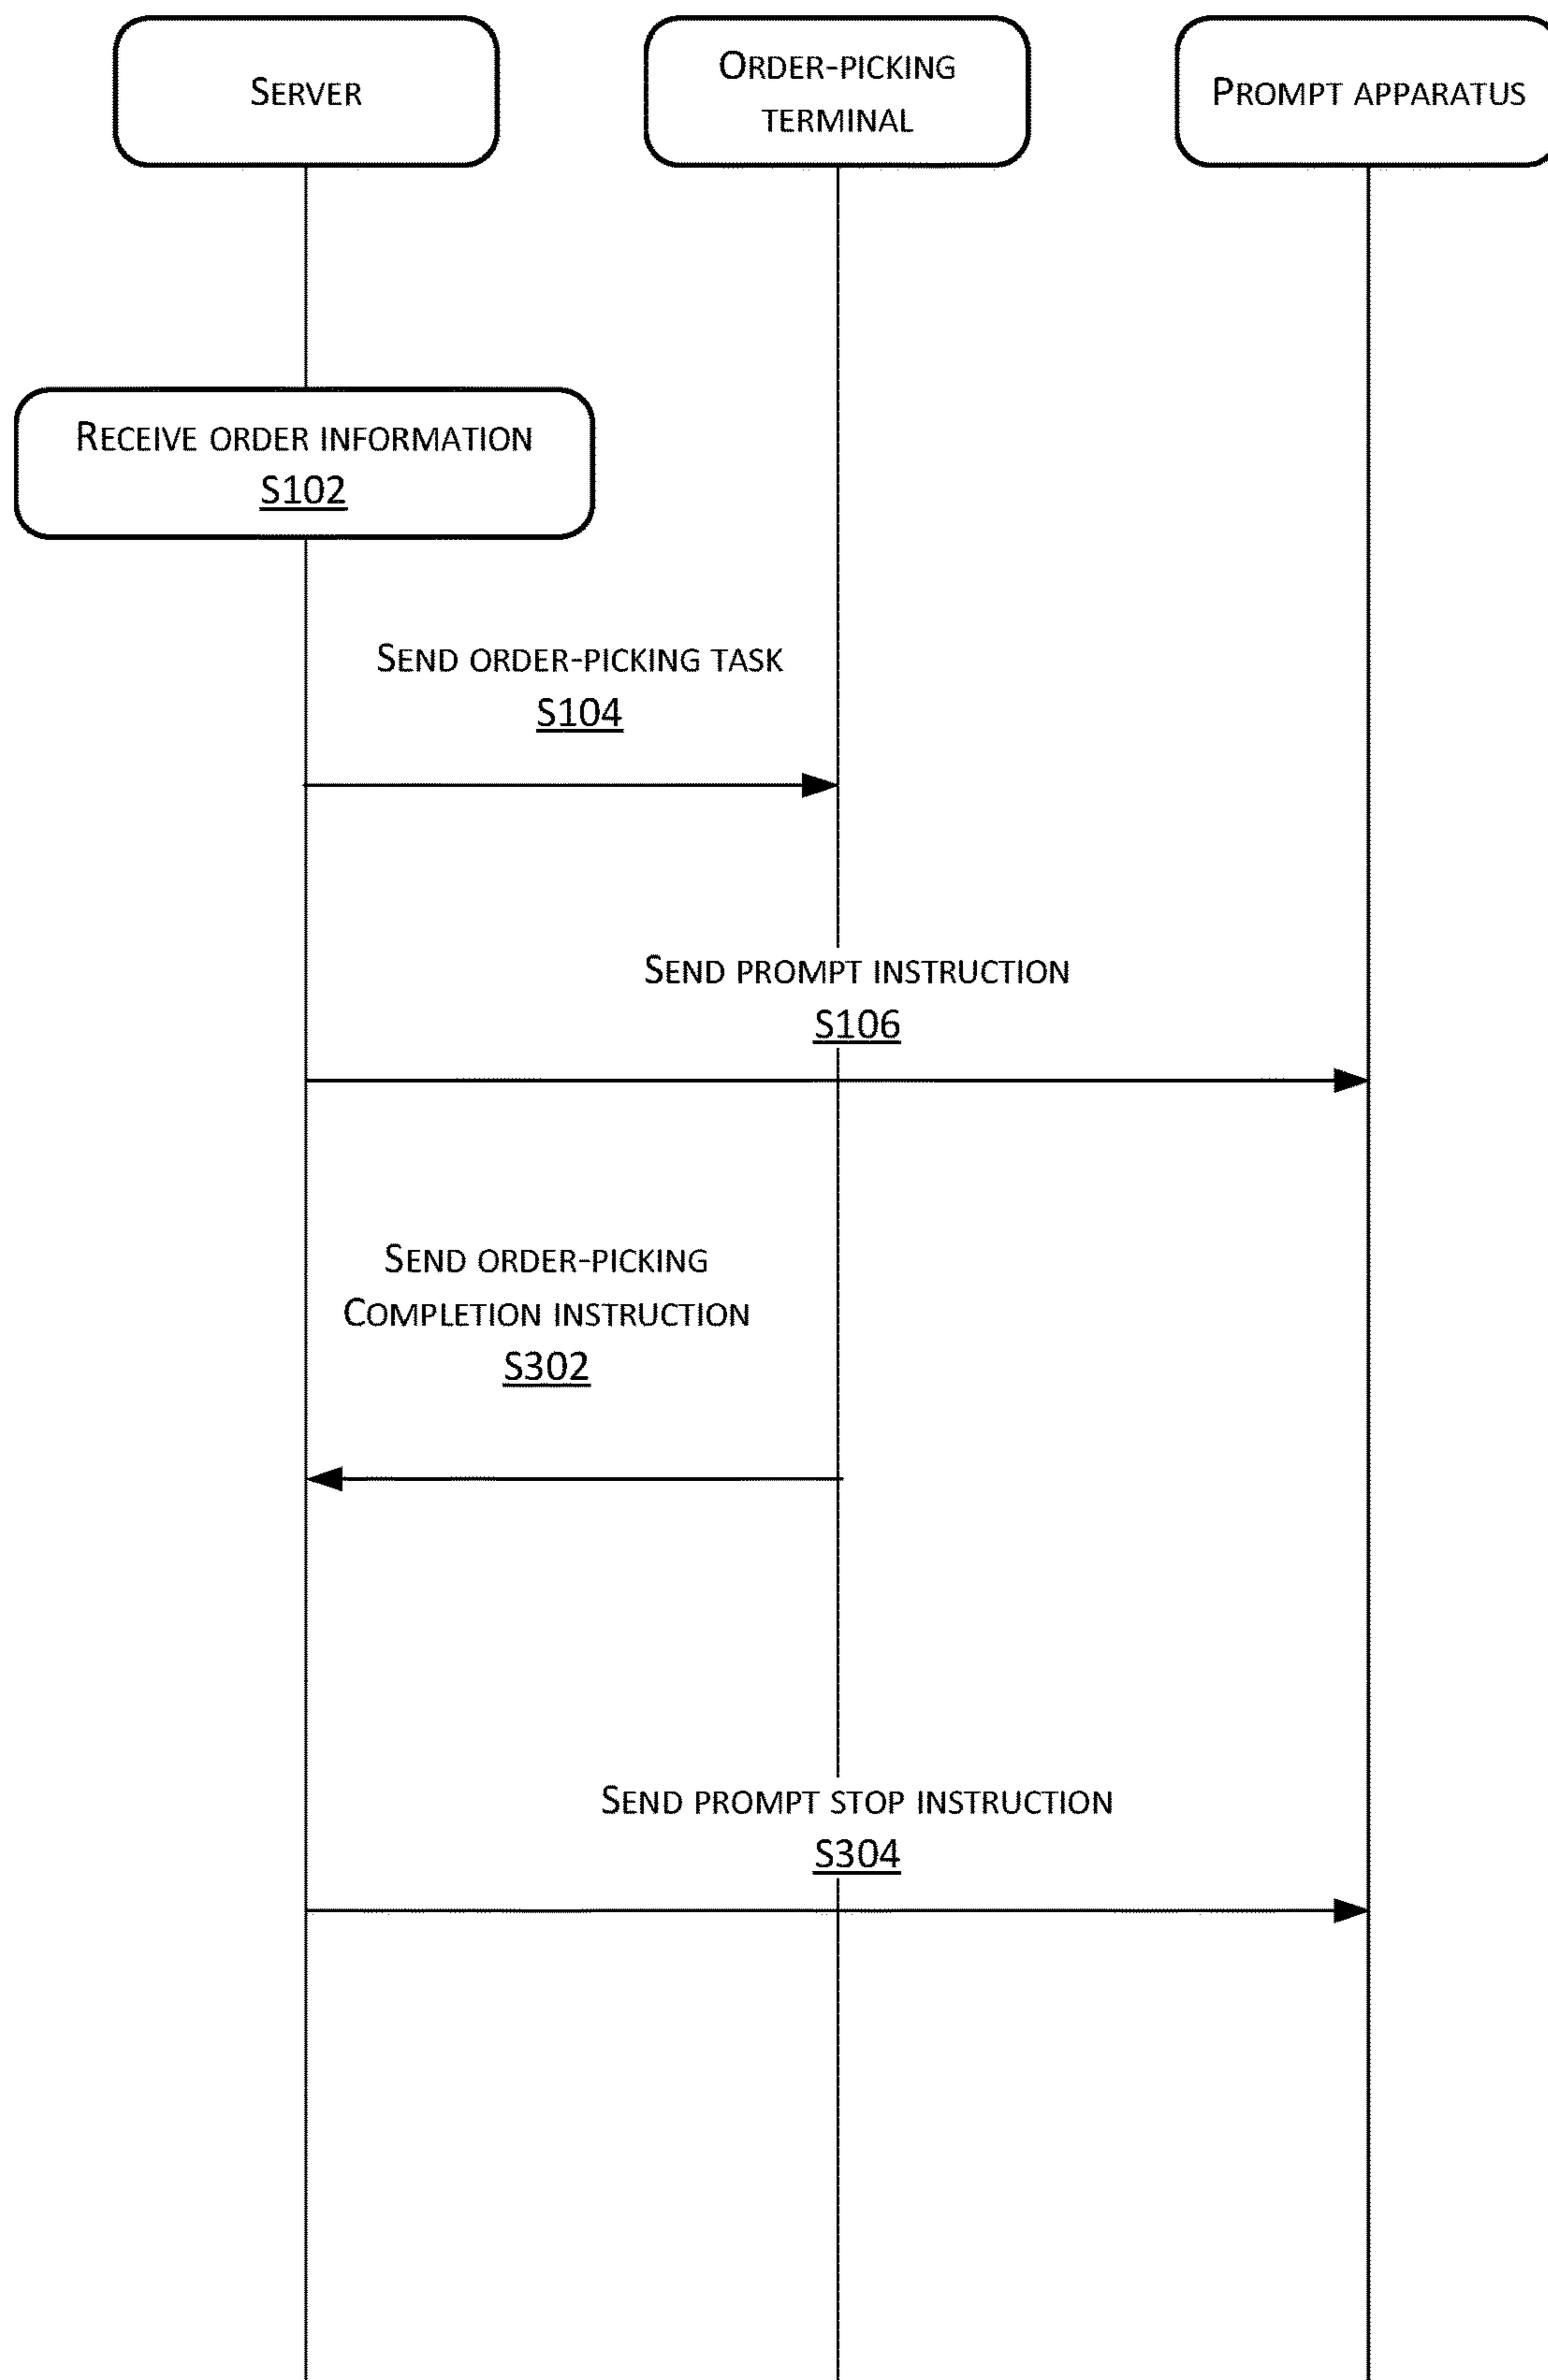 SERVER
ORDER-PICKING
TERMINAL
PROMPT APPARATUS
RECEIVE ORDER INFORMATION
S102
SEND ORDER-PICKING TASK
S104
SEND PROMPT INSTRUCTION
S106
SEND ORDER-PICKING
COMPLETION INSTRUCTION
S302
SEND PROMPT STOP INSTRUCTION
S304